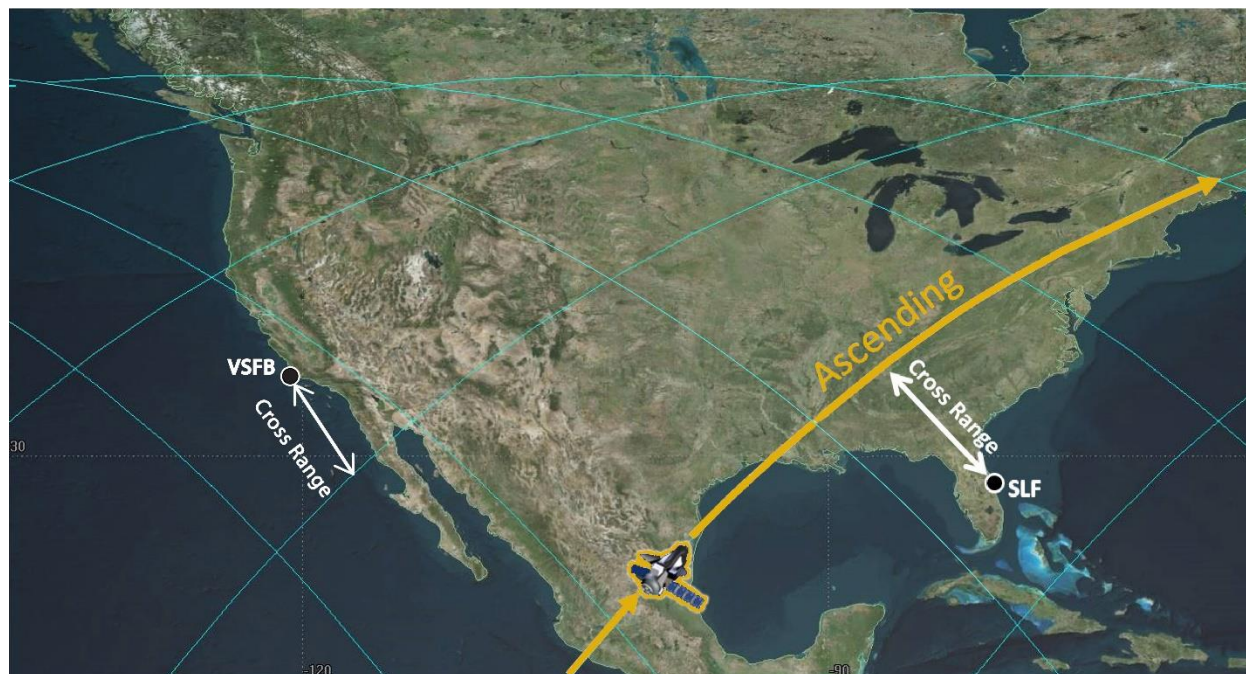 Ascending
VSFB
Cross Range
Cross Range
SLF
30
-120
-90